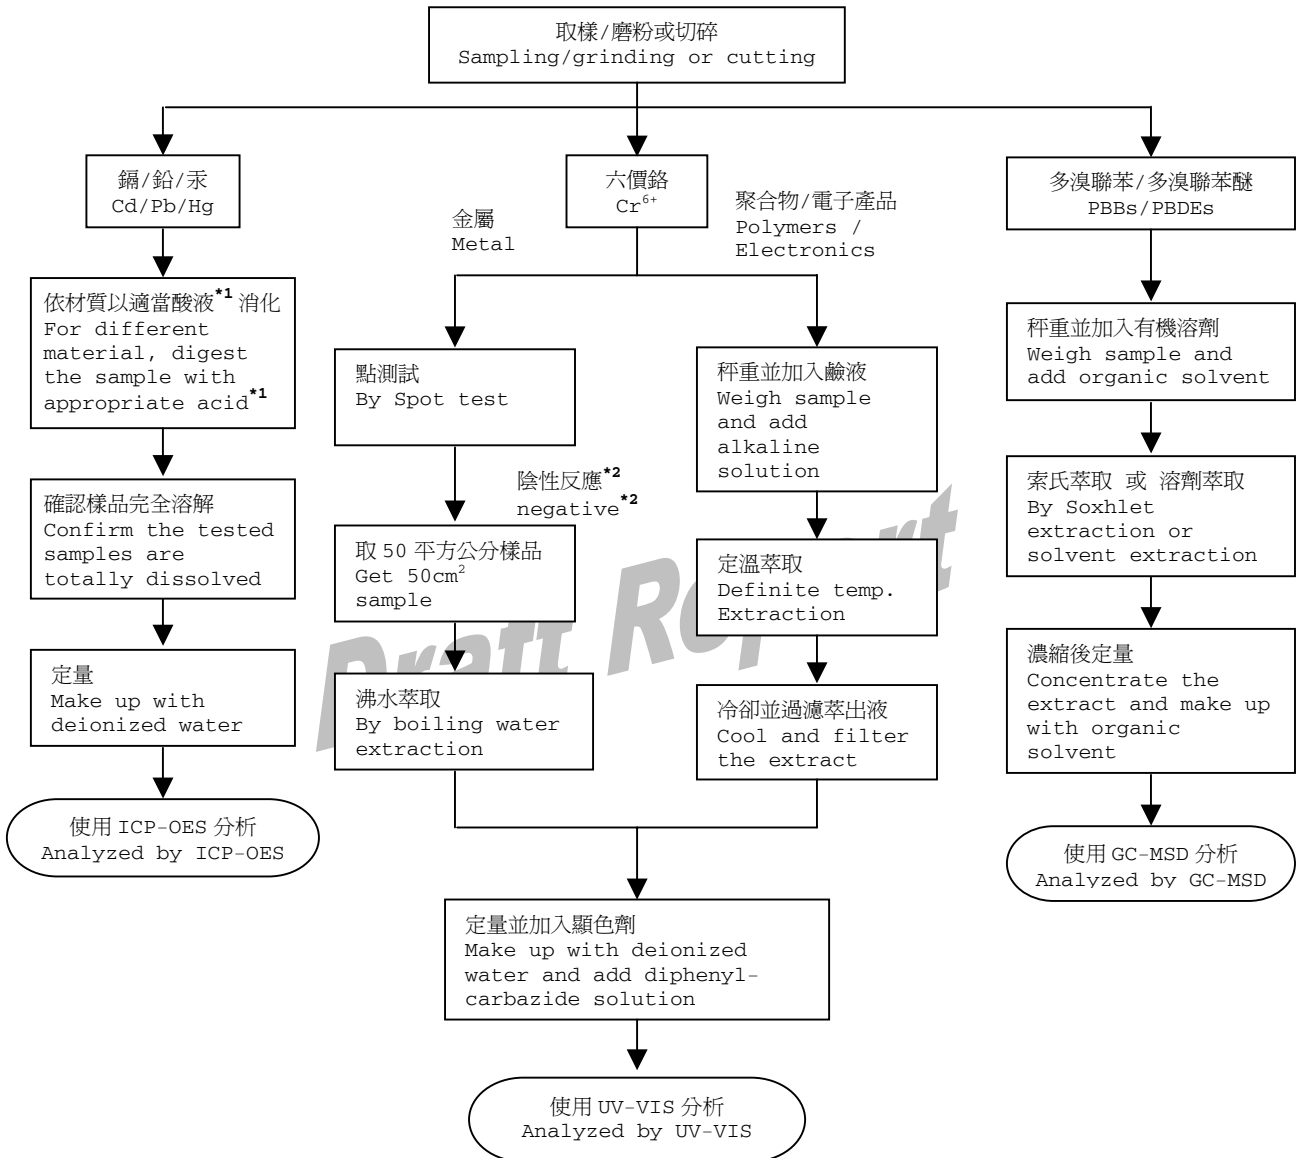 取樣/磨粉或切碎
Sampling/grinding or cutting
鎘/鉛/汞
Cd/Pb/Hg
依材質以適當酸液*1 消化
For different
material, digest
the sample with
appropriate acid*1
確認樣品完全溶解
Confirm the tested
samples are
totally dissolved
定量
Make up with
deionized water
使用 ICP-OES 分析
Analyzed by ICP-OES
六價鉻
Cr6+
金屬
Metal
點測試
By Spot test
陰性反應*2
negative*2
取 50 平方公分樣品
Get 50cm2
sample
沸水萃取
By boiling water
extraction
聚合物/電子產品
Polymers /
Electronics
秤重並加入鹼液
Weigh sample
and add
alkaline
solution
定溫萃取
Definite temp.
Extraction
冷卻並過濾萃出液
Cool and filter
the extract
定量並加入顯色劑
Make up with deionized
water and add diphenyl-
carbazide solution
使用 UV-VIS 分析
Analyzed by UV-VIS
多溴聯苯/多溴聯苯醚
PBBs/PBDEs
秤重並加入有機溶劑
Weigh sample and
add organic solvent
索氏萃取 或 溶劑萃取
By Soxhlet
extraction or
solvent extraction
濃縮後定量
Concentrate the
extract and make up
with organic
solvent
使用 GC-MSD 分析
Analyzed by GC-MSD
Draft Report